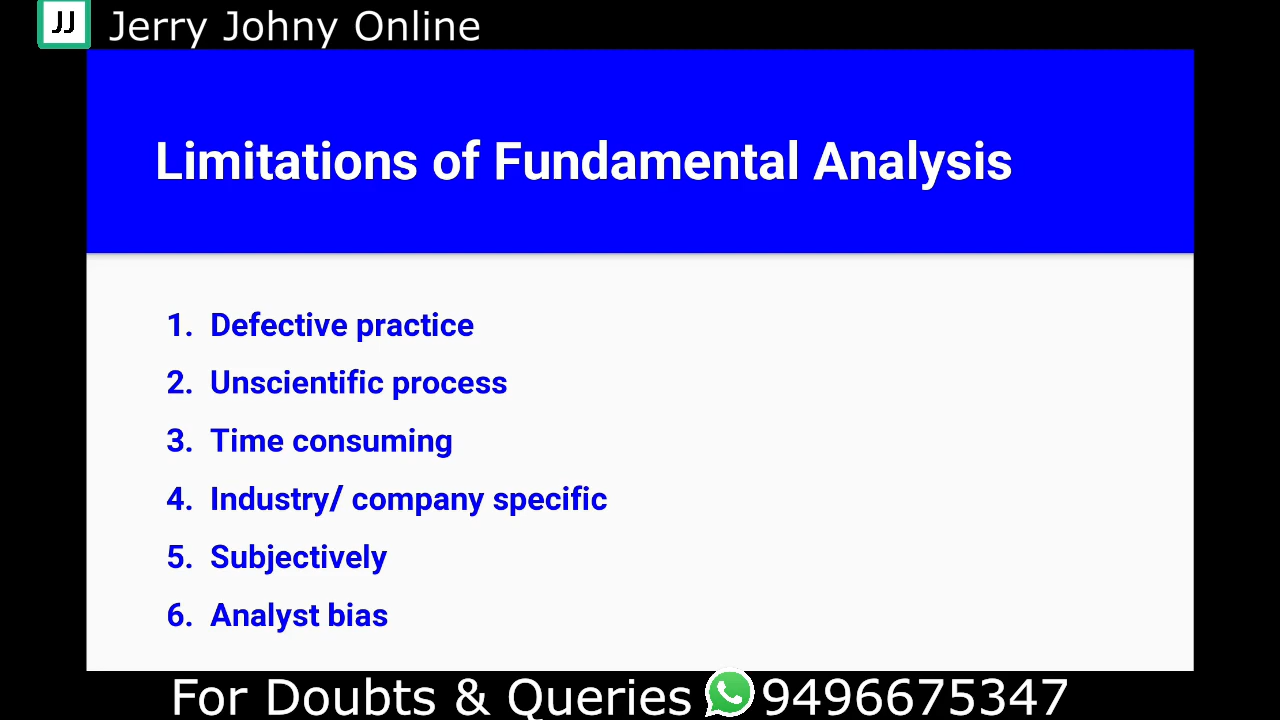 JJ Jerry Johny Online
Limitations of Fundamental Analysis
1. Defective practice
2. Unscientific process
3. Time consuming
4. Industry/ company specific
5. Subjectively
6. Analyst bias
For Doubts & Queries 9496675347